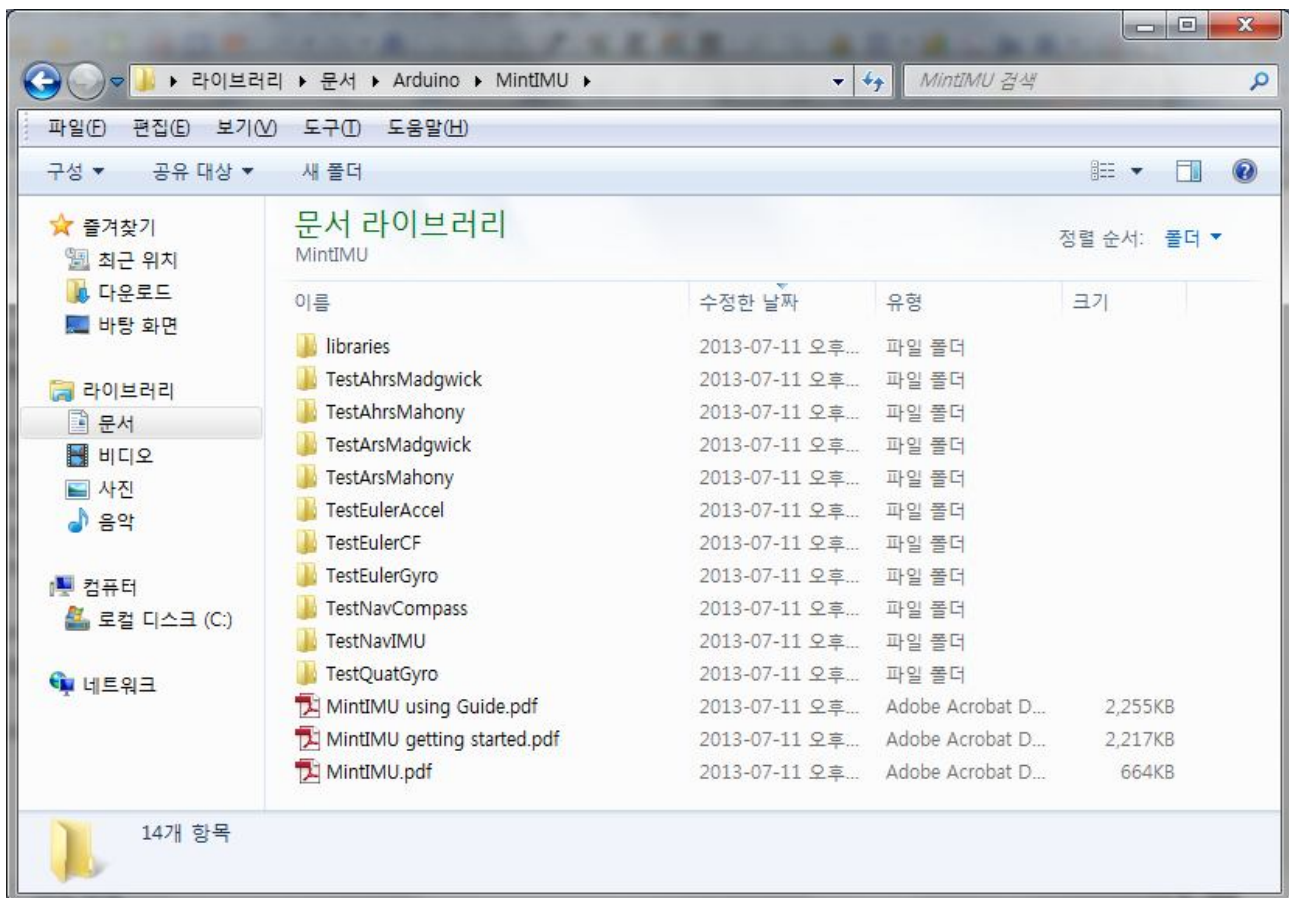 라이브러리 ▸ 문서 ▸ Arduino ▸ MintIMU ▸ MintIMU 검색
파일(F) 편집(E) 보기(V) 도구(T) 도움말(H)
구성 공유 대상 새 폴더
즐겨찾기
최근 위치
다운로드
바탕 화면
라이브러리
문서
비디오
사진
음악
컴퓨터
로컬 디스크 (C:)
네트워크
문서 라이브러리
MintIMU
정렬 순서: 폴더
이름 수정한 날짜 유형 크기
libraries 2013-07-11 오후... 파일 폴더
TestAhrsMadgwick 2013-07-11 오후... 파일 폴더
TestAhrsMahony 2013-07-11 오후... 파일 폴더
TestArsMadgwick 2013-07-11 오후... 파일 폴더
TestArsMahony 2013-07-11 오후... 파일 폴더
TestEulerAccel 2013-07-11 오후... 파일 폴더
TestEulerCF 2013-07-11 오후... 파일 폴더
TestEulerGyro 2013-07-11 오후... 파일 폴더
TestNavCompass 2013-07-11 오후... 파일 폴더
TestNavIMU 2013-07-11 오후... 파일 폴더
TestQuatGyro 2013-07-11 오후... 파일 폴더
MintIMU using Guide.pdf 2013-07-11 오후... Adobe Acrobat D... 2,255KB
MintIMU getting started.pdf 2013-07-11 오후... Adobe Acrobat D... 2,217KB
MintIMU.pdf 2013-07-11 오후... Adobe Acrobat D... 664KB
14개 항목